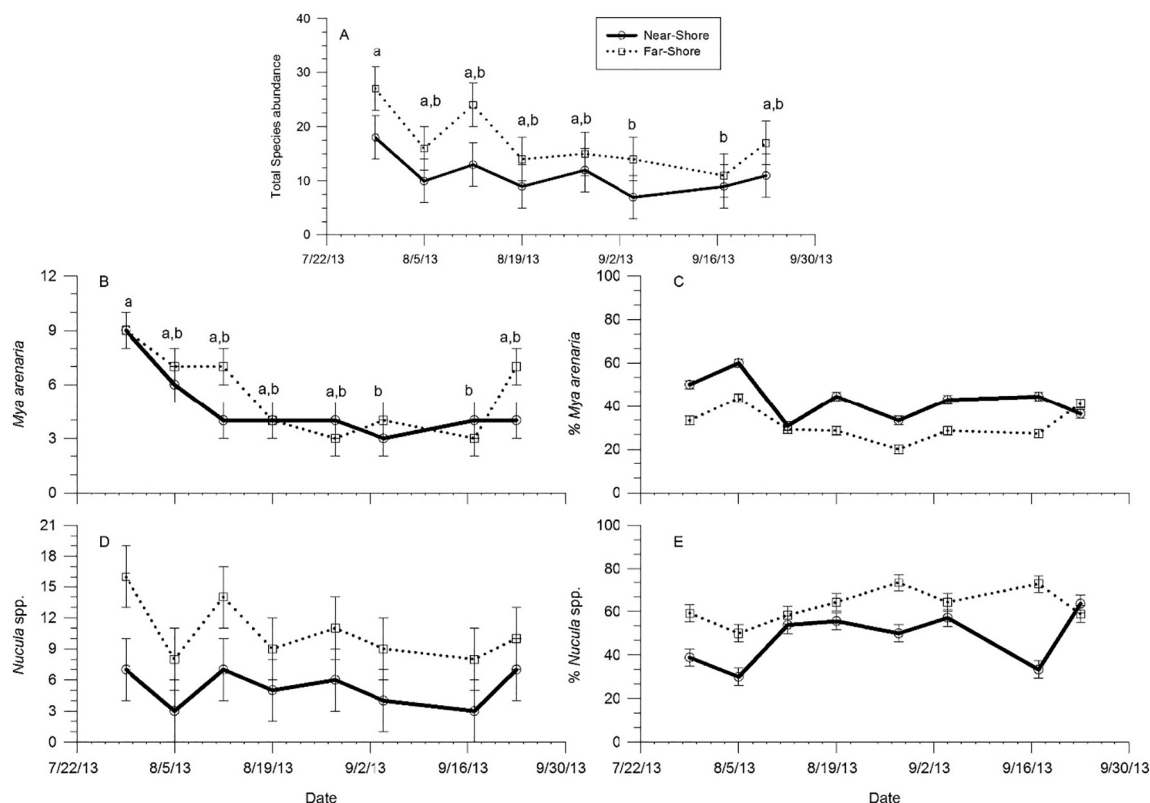 40
30
20
10
0
Total Species abundance
A
a
a,b
a,b
a,b
a,b
b
b
a,b
Near-Shore
Far-Shore
7/22/13 8/5/13 8/19/13 9/2/13 9/16/13 9/30/13
12
9
6
3
0
Mya arenaria
B
a
a,b
a,b
a,b
a,b
b
b
a,b
100
80
60
40
20
0
% Mya arenaria
C
21
18
15
12
9
6
3
0
Nucula spp.
D
7/22/13 8/5/13 8/19/13 9/2/13 9/16/13 9/30/13
Date
100
80
60
40
20
0
% Nucula spp.
E
7/22/13 8/5/13 8/19/13 9/2/13 9/16/13 9/30/13
Date